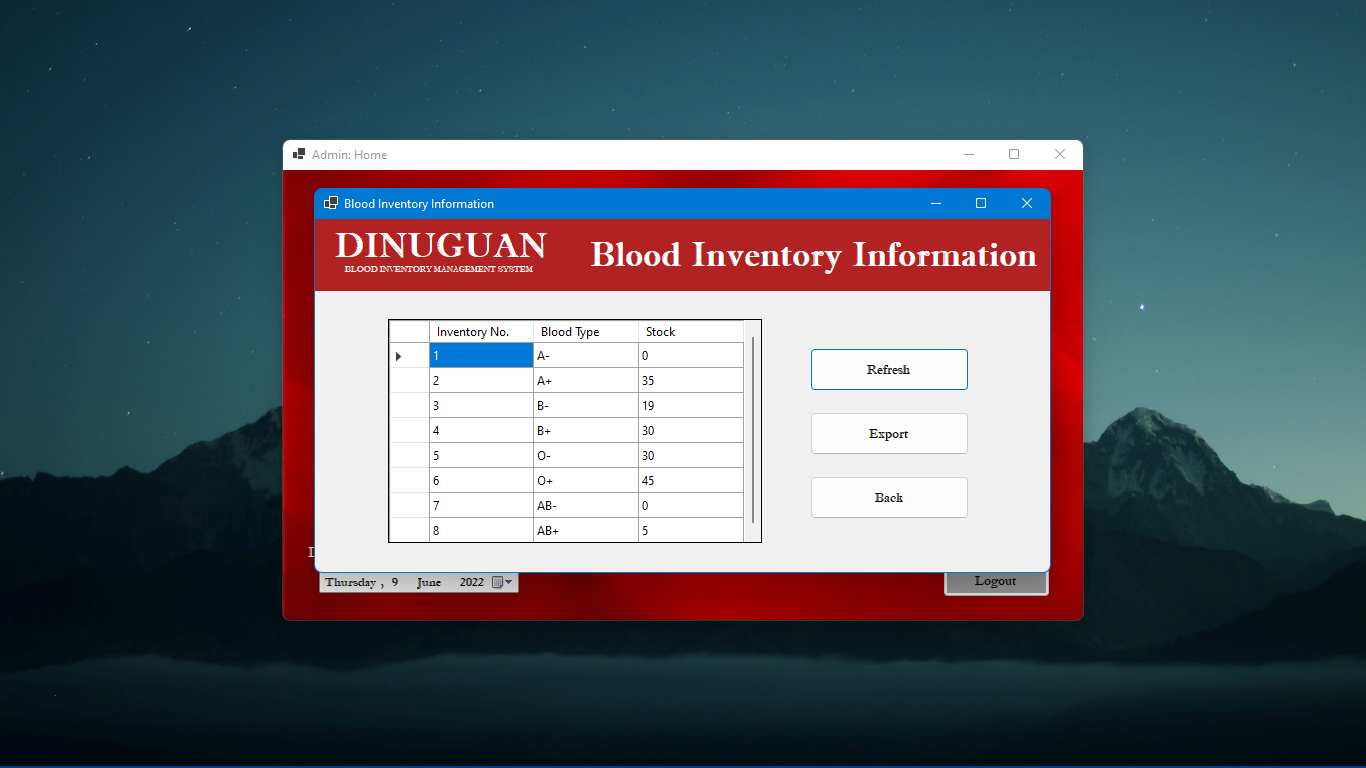 Admin: Home
Blood Inventory Information
DINUGUAN
BLOOD INVENTORY MANAGEMENT SYSTEM
Blood Inventory Information
Inventory No. Blood Type Stock
1 A- 0
2 A+ 35
3 B- 19
4 B+ 30
5 O- 30
6 O+ 45
7 AB- 0
8 AB+ 5
Refresh
Export
Back
Thursday , 9 June 2022
Logout